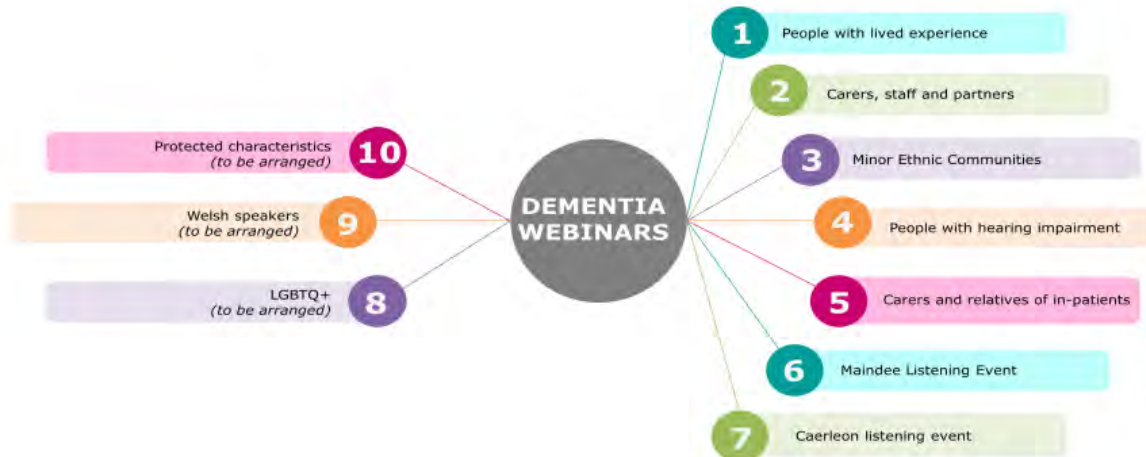 1
People with lived experience
2
Carers, staff and partners
3
Minor Ethnic Communities
4
People with hearing impairment
5
Carers and relatives of in-patients
6
Maindee Listening Event
7
Caerleon listening event
8
LGBTQ+
(to be arranged)
9
Welsh speakers
(to be arranged)
10
Protected characteristics
(to be arranged)
DEMENTIA
WEBINARS